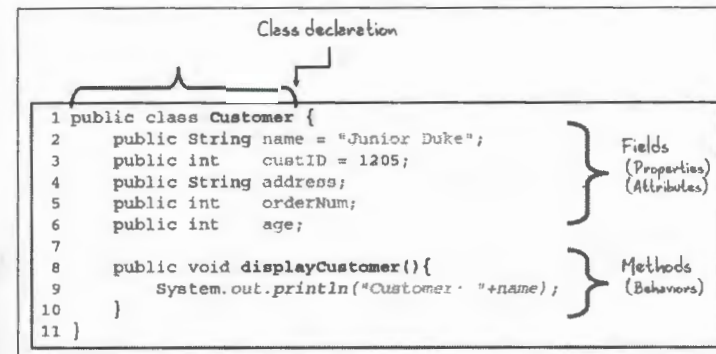 Class declaration
1 public class Customer {
2 public String name = "Junior Duke";
3 public int custID = 1205;
4 public String address;
5 public int orderNum;
6 public int age;
7
8 public void displayCustomer(){
9 System.out.println("Customer: "+name);
10 }
11 }
Fields
(Properties)
(Attributes)
Methods
(Behaviors)